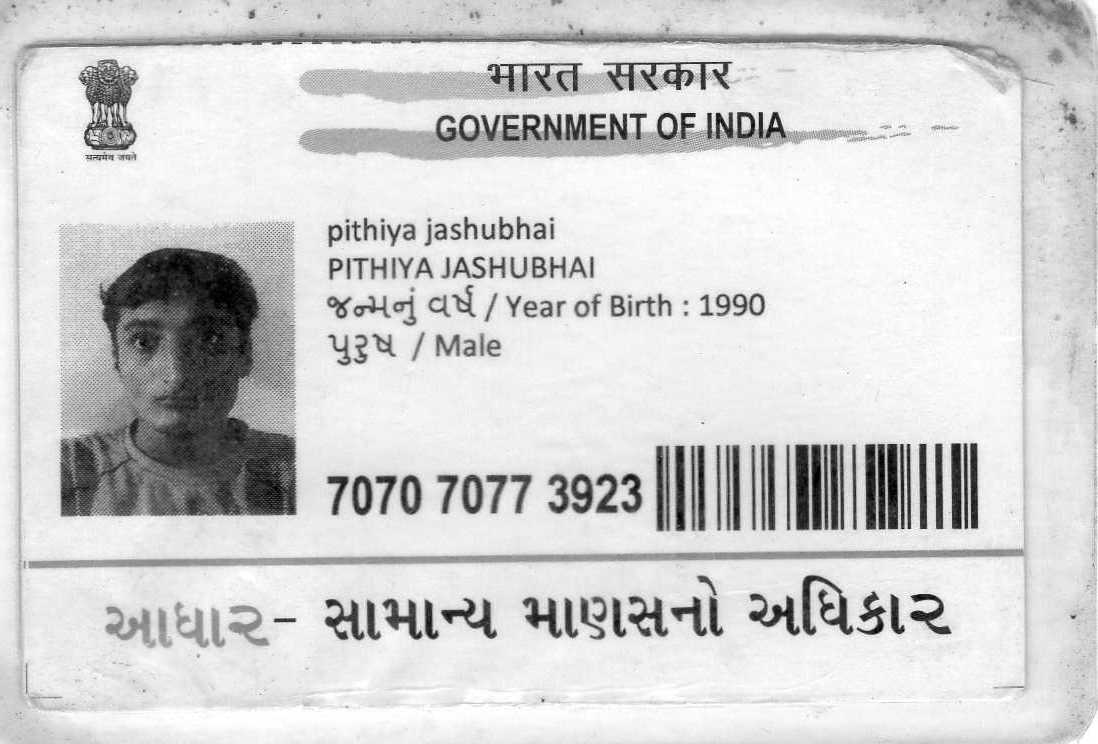 सत्यमेव जयते
भारत सरकार
GOVERNMENT OF INDIA
pithiya jashubhai
PITHIYA JASHUBHAI
જન્મનું વર્ષ / Year of Birth : 1990
પુરુષ / Male
7070 7077 3923
આધાર- સામાન્ય માણસનો અધિકાર